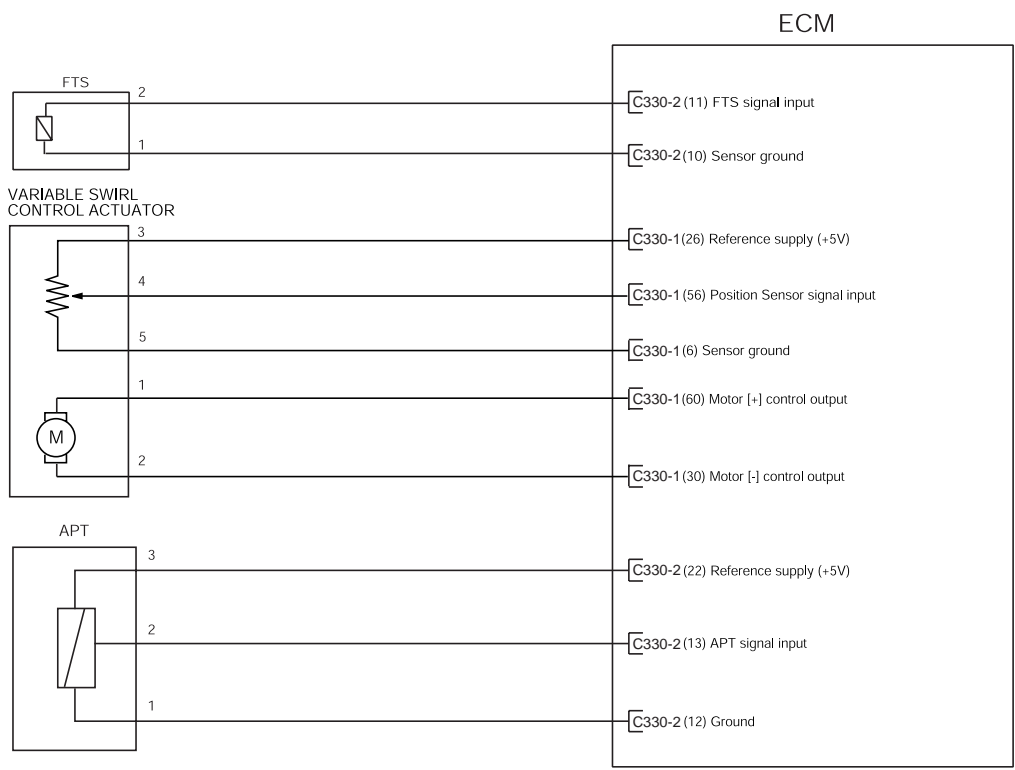 ECM
FTS
2
C330-2 (11) FTS signal input
1
C330-2 (10) Sensor ground
VARIABLE SWIRL
CONTROL ACTUATOR
3
C330-1 (26) Reference supply (+5V)
4
C330-1 (56) Position Sensor signal input
5
C330-1 (6) Sensor ground
1
C330-1 (60) Motor [+] control output
M
2
C330-1 (30) Motor [-] control output
APT
3
C330-2 (22) Reference supply (+5V)
2
C330-2 (13) APT signal input
1
C330-2 (12) Ground